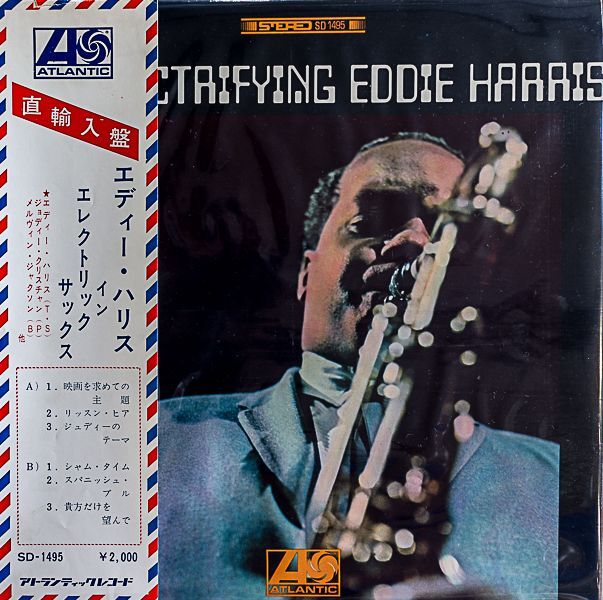 ATLANTIC
直輸入盤
エディー・ハリス
イン
エレクトリック
サックス
★エディー・ハリス(T・S)
ジョディー・クリスチャン(P)
メルヴィン・ジャクソン(B)
他
A) 1. 映画を求めての
主題
2. リッスン・ヒア
3. ジュディーの
テーマ
B) 1. シャム・タイム
2. スパニッシュ・
ブル
3. 貴方だけを
望んで
SD-1495 ¥2,000
アトランティックレコード
STEREO SD 1495
CTRIFYING EDDIE HARRIS
ATLANTIC